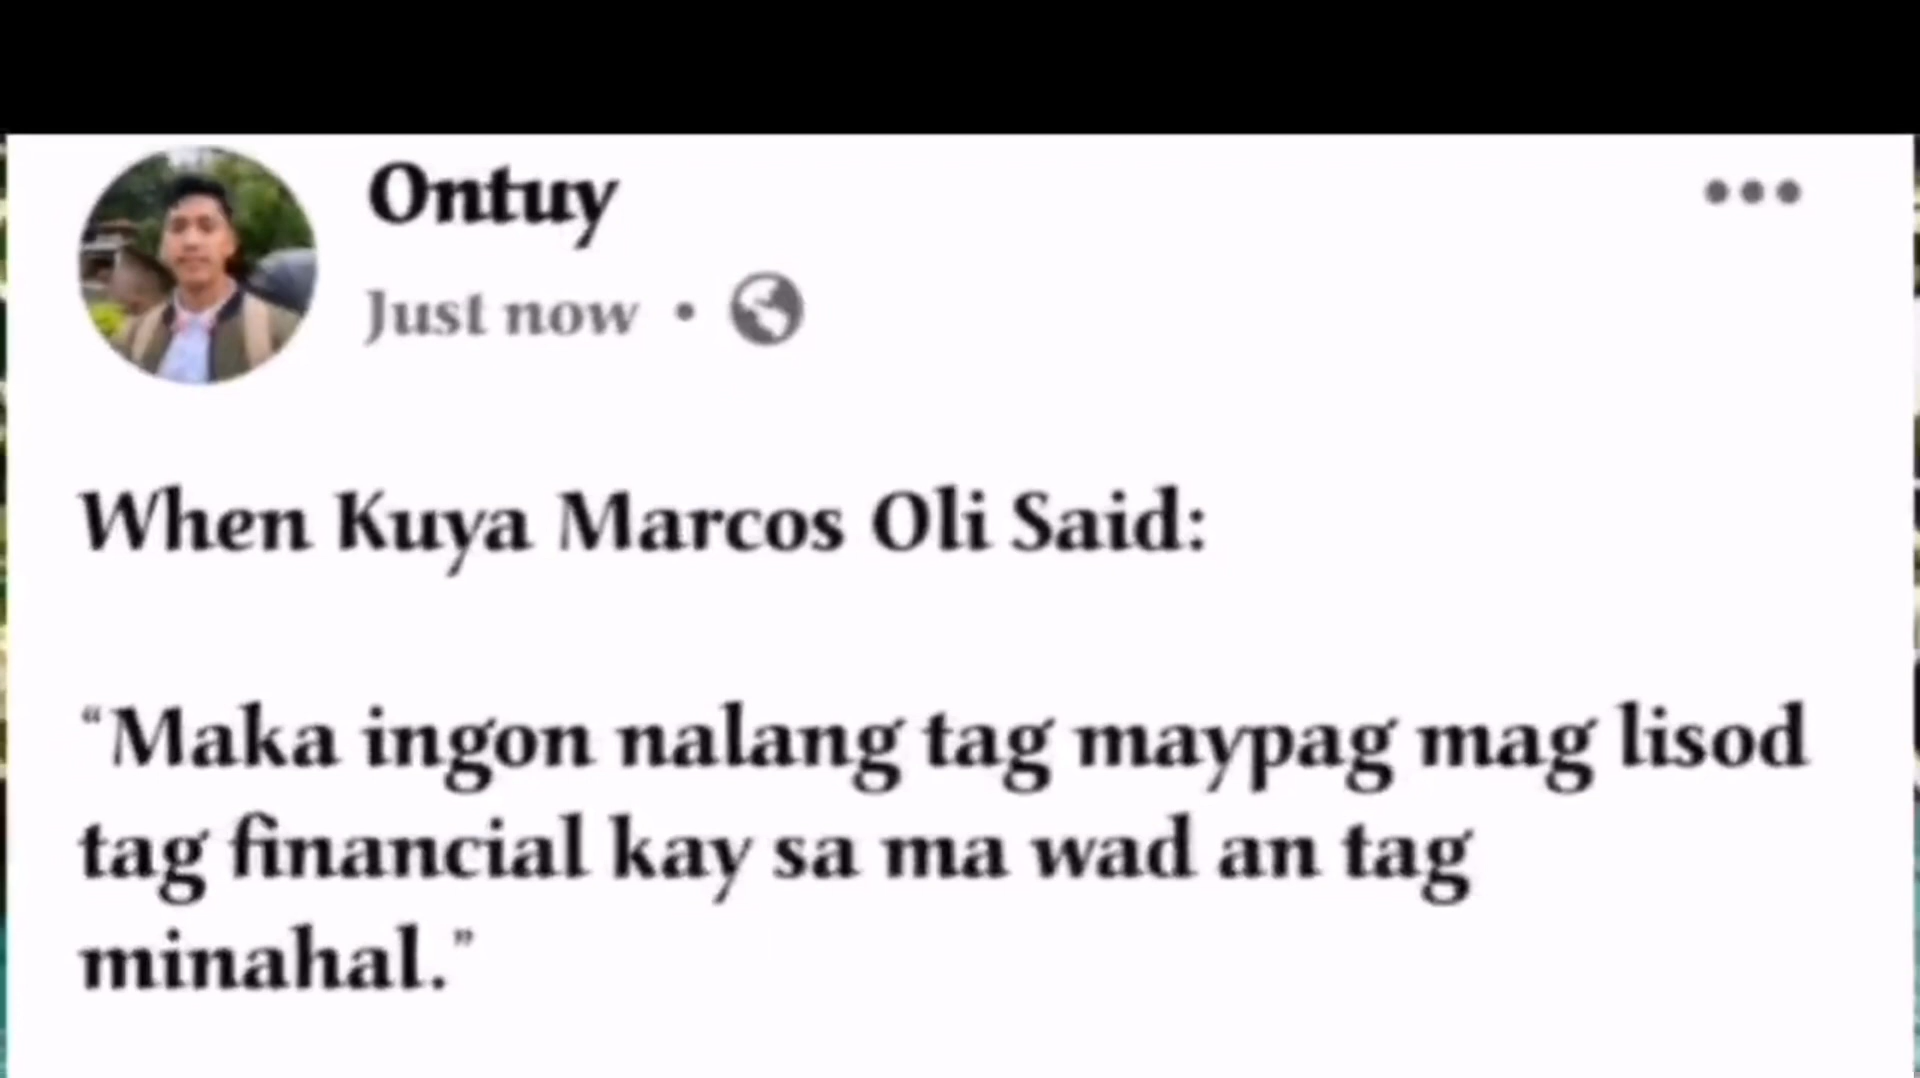 Ontuy
Just now •
When Kuya Marcos Oli Said:
“Maka ingon nalang tag maypag mag lisod
tag financial kay sa ma wad an tag
minahal.”